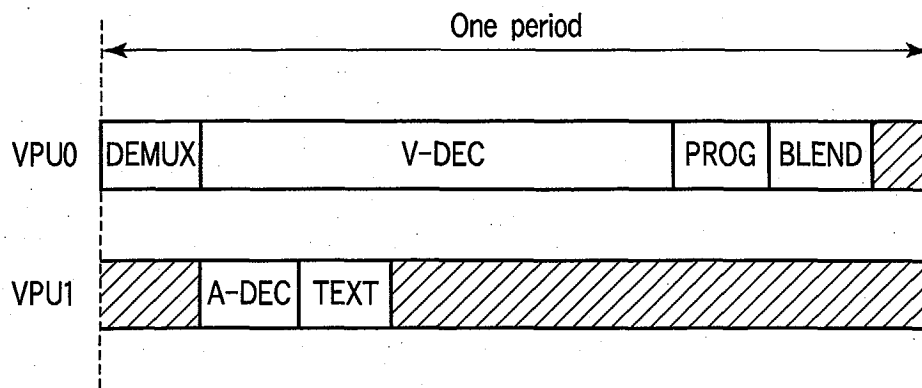 One period
VPU0 DEMUX V-DEC PROG BLEND
VPU1 A-DEC TEXT